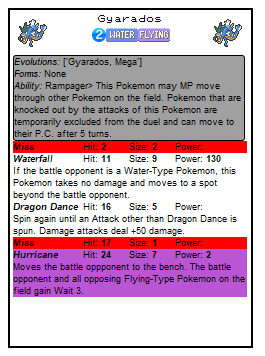 Gyarados
2 WATER FLYING
Evolutions: ['Gyarados, Mega']
Forms: None
Ability: Rampager> This Pokemon may MP move
through other Pokemon on the field. Pokemon that are
knocked out by the attacks of this Pokemon are
temporarily excluded from the duel and can move to
their P.C. after 5 turns.
Miss Hit: 2 Size: 2 Power:
Waterfall Hit: 11 Size: 9 Power: 130
If the battle opponent is a Water-Type Pokemon, this
Pokemon takes no damage and moves to a spot
beyond the battle opponent.
Dragon Dance Hit: 16 Size: 5 Power:
Spin again until an Attack other than Dragon Dance is
spun. Damage attacks deal +50 damage.
Miss Hit: 17 Size: 1 Power:
Hurricane Hit: 24 Size: 7 Power: 2
Moves the battle oppponent to the bench. The battle
opponent and all opposing Flying-Type Pokemon on the
field gain Wait 3.